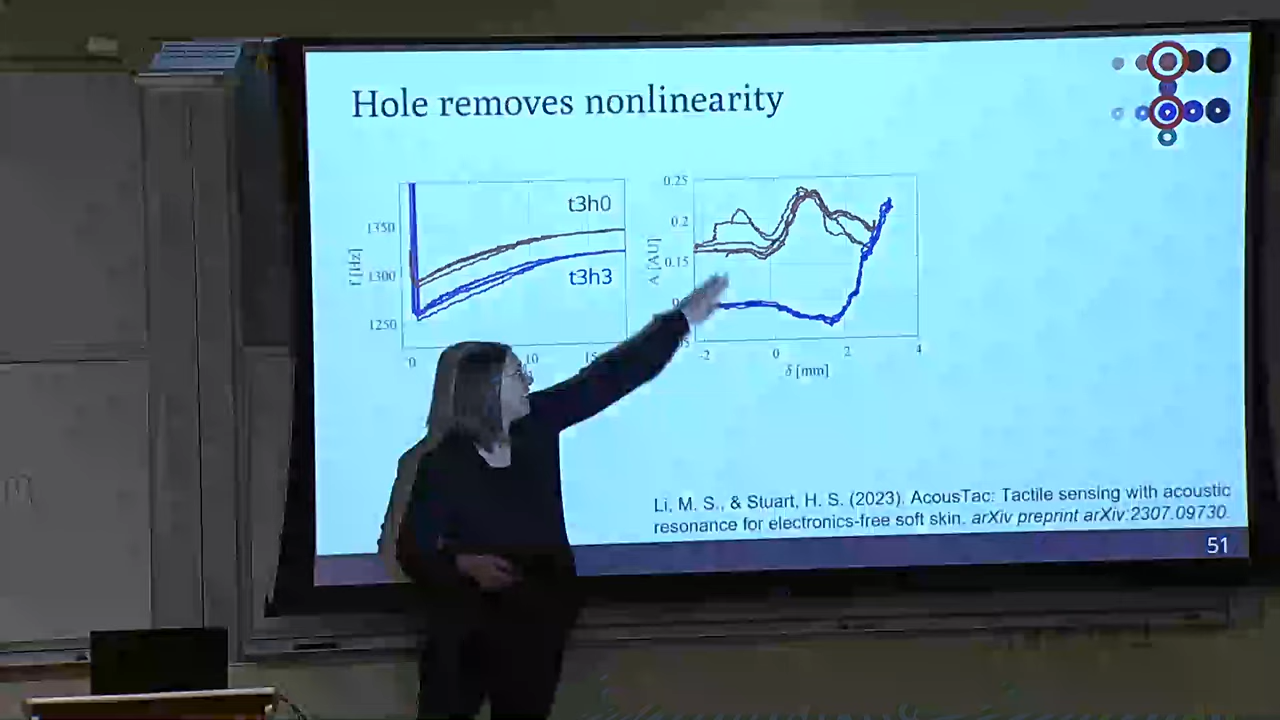 Hole removes nonlinearity
t3h0
t3h3
f [Hz]
1350
1300
1250
0
10
A [AU]
0.25
0.2
0.15
-2
0
2
4
δ [mm]
Li, M. S., & Stuart, H. S. (2023). AcousTac: Tactile sensing with acoustic
resonance for electronics-free soft skin. arXiv preprint arXiv:2307.09730.
51